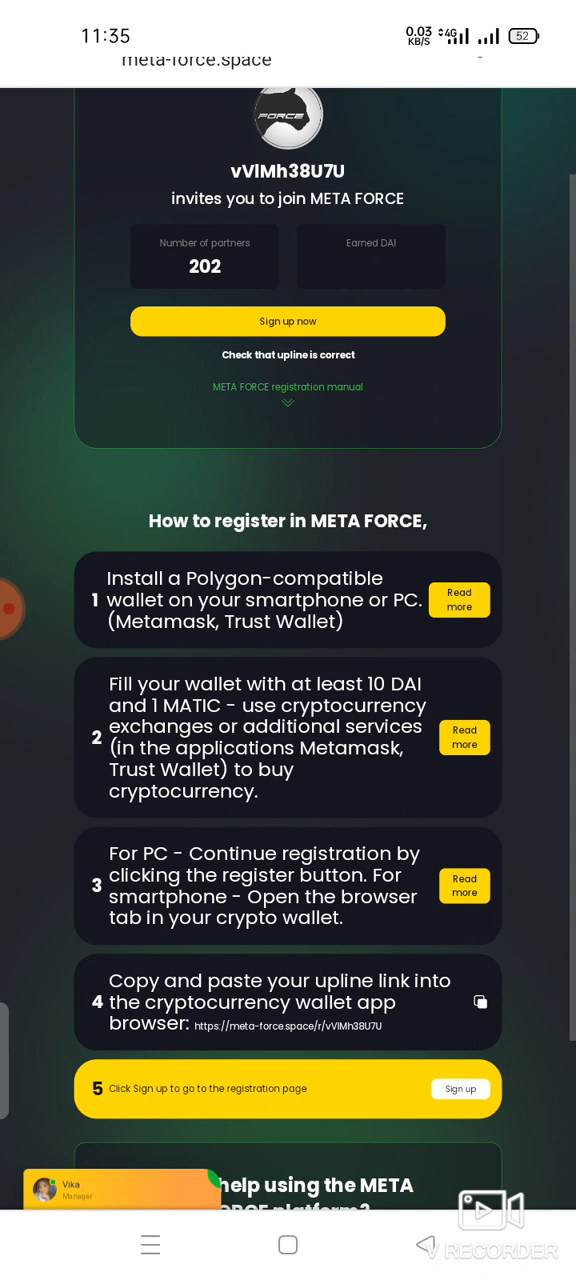 11:35
0.03
KB/S
4G
52
meta-force.space
FORCE
vVlMh38U7U
invites you to join META FORCE
Number of partners
Earned DAI
202
Sign up now
Check that upline is correct
META FORCE registration manual
How to register in META FORCE,
1
Install a Polygon-compatible
wallet on your smartphone or PC.
(Metamask, Trust Wallet)
Read
more
2
Fill your wallet with at least 10 DAI
and 1 MATIC - use cryptocurrency
exchanges or additional services
(in the applications Metamask,
Trust Wallet) to buy
cryptocurrency.
Read
more
3
For PC - Continue registration by
clicking the register button. For
smartphone - Open the browser
tab in your crypto wallet.
Read
more
4
Copy and paste your upline link into
the cryptocurrency wallet app
browser: https://meta-force.space/r/vVlMh38U7U
5 Click Sign up to go to the registration page
Sign up
help using the META
platform?
Vika
Manager
V RECORDER